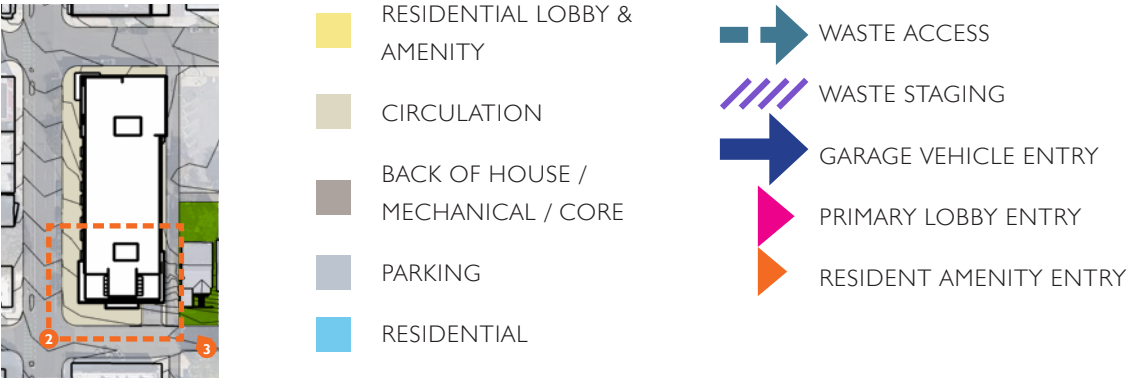 RESIDENTIAL LOBBY &
AMENITY
CIRCULATION
BACK OF HOUSE /
MECHANICAL / CORE
PARKING
RESIDENTIAL
WASTE ACCESS
WASTE STAGING
GARAGE VEHICLE ENTRY
PRIMARY LOBBY ENTRY
RESIDENT AMENITY ENTRY
2
3